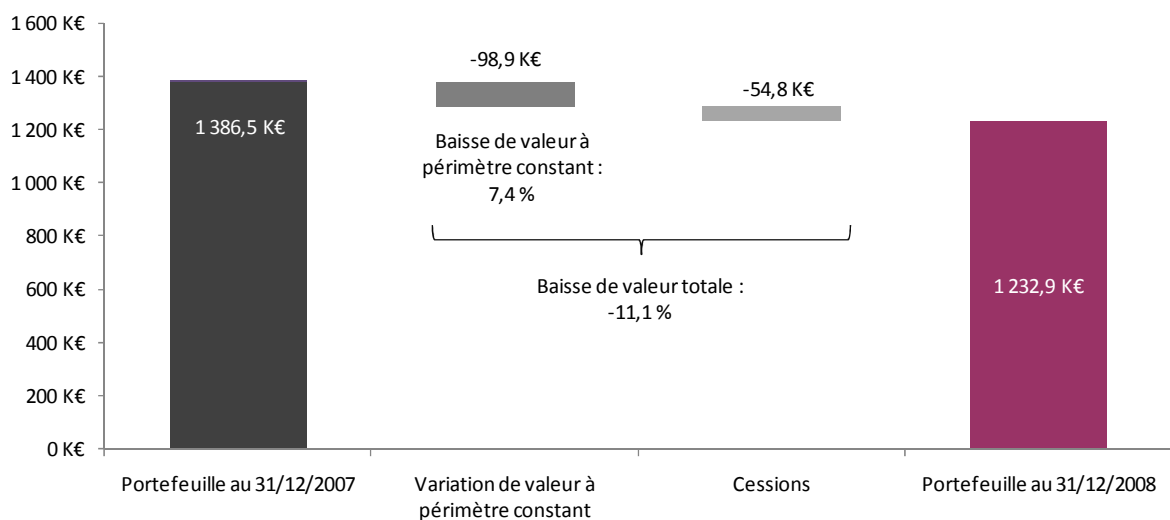 1 600 K€
1 400 K€
1 200 K€
1 000 K€
800 K€
600 K€
400 K€
200 K€
0 K€
1 386,5 K€
-98,9 K€
Baisse de valeur à
périmètre constant :
7,4 %
-54,8 K€
Baisse de valeur totale :
-11,1 %
1 232,9 K€
Portefeuille au 31/12/2007
Variation de valeur à
périmètre constant
Cessions
Portefeuille au 31/12/2008